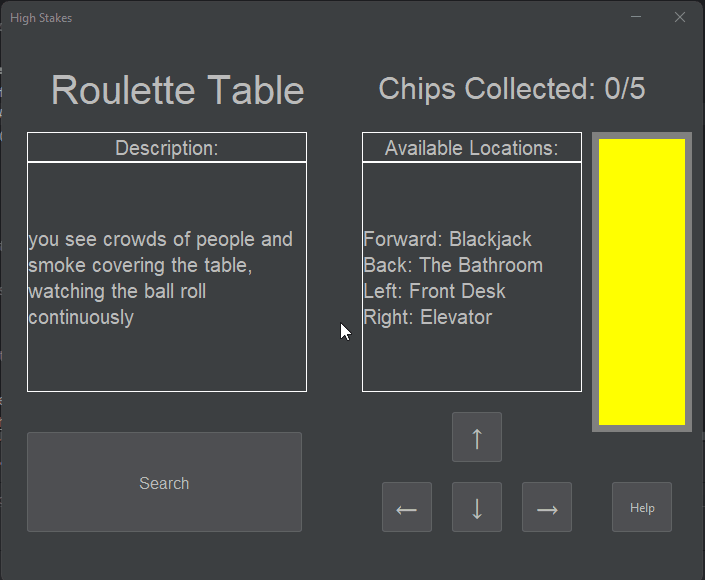 High Stakes
Roulette Table
Chips Collected: 0/5
Description:
you see crowds of people and
smoke covering the table,
watching the ball roll
continuously
Available Locations:
Forward: Blackjack
Back: The Bathroom
Left: Front Desk
Right: Elevator
↑
Search
← ↓ →
Help